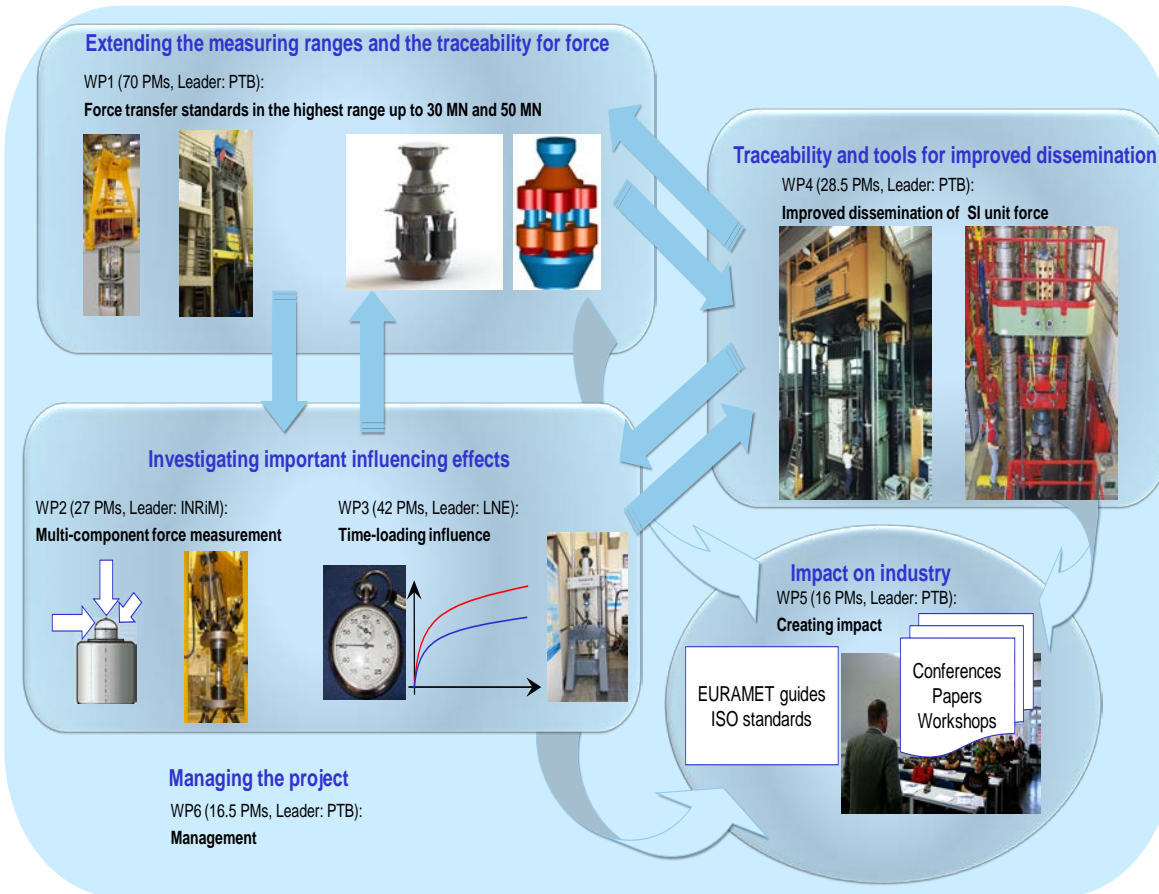 Extending the measuring ranges and the traceability for force
WP1 (70 PMs, Leader: PTB):
Force transfer standards in the highest range up to 30 MN and 50 MN
Traceability and tools for improved dissemination
WP4 (28.5 PMs, Leader: PTB):
Improved dissemination of SI unit force
Investigating important influencing effects
WP2 (27 PMs, Leader: INRiM):
Multi-component force measurement
WP3 (42 PMs, Leader: LNE):
Time-loading influence
Impact on industry
WP5 (16 PMs, Leader: PTB):
Creating impact
EURAMET guides
ISO standards
Conferences
Papers
Workshops
Managing the project
WP6 (16.5 PMs, Leader: PTB):
Management